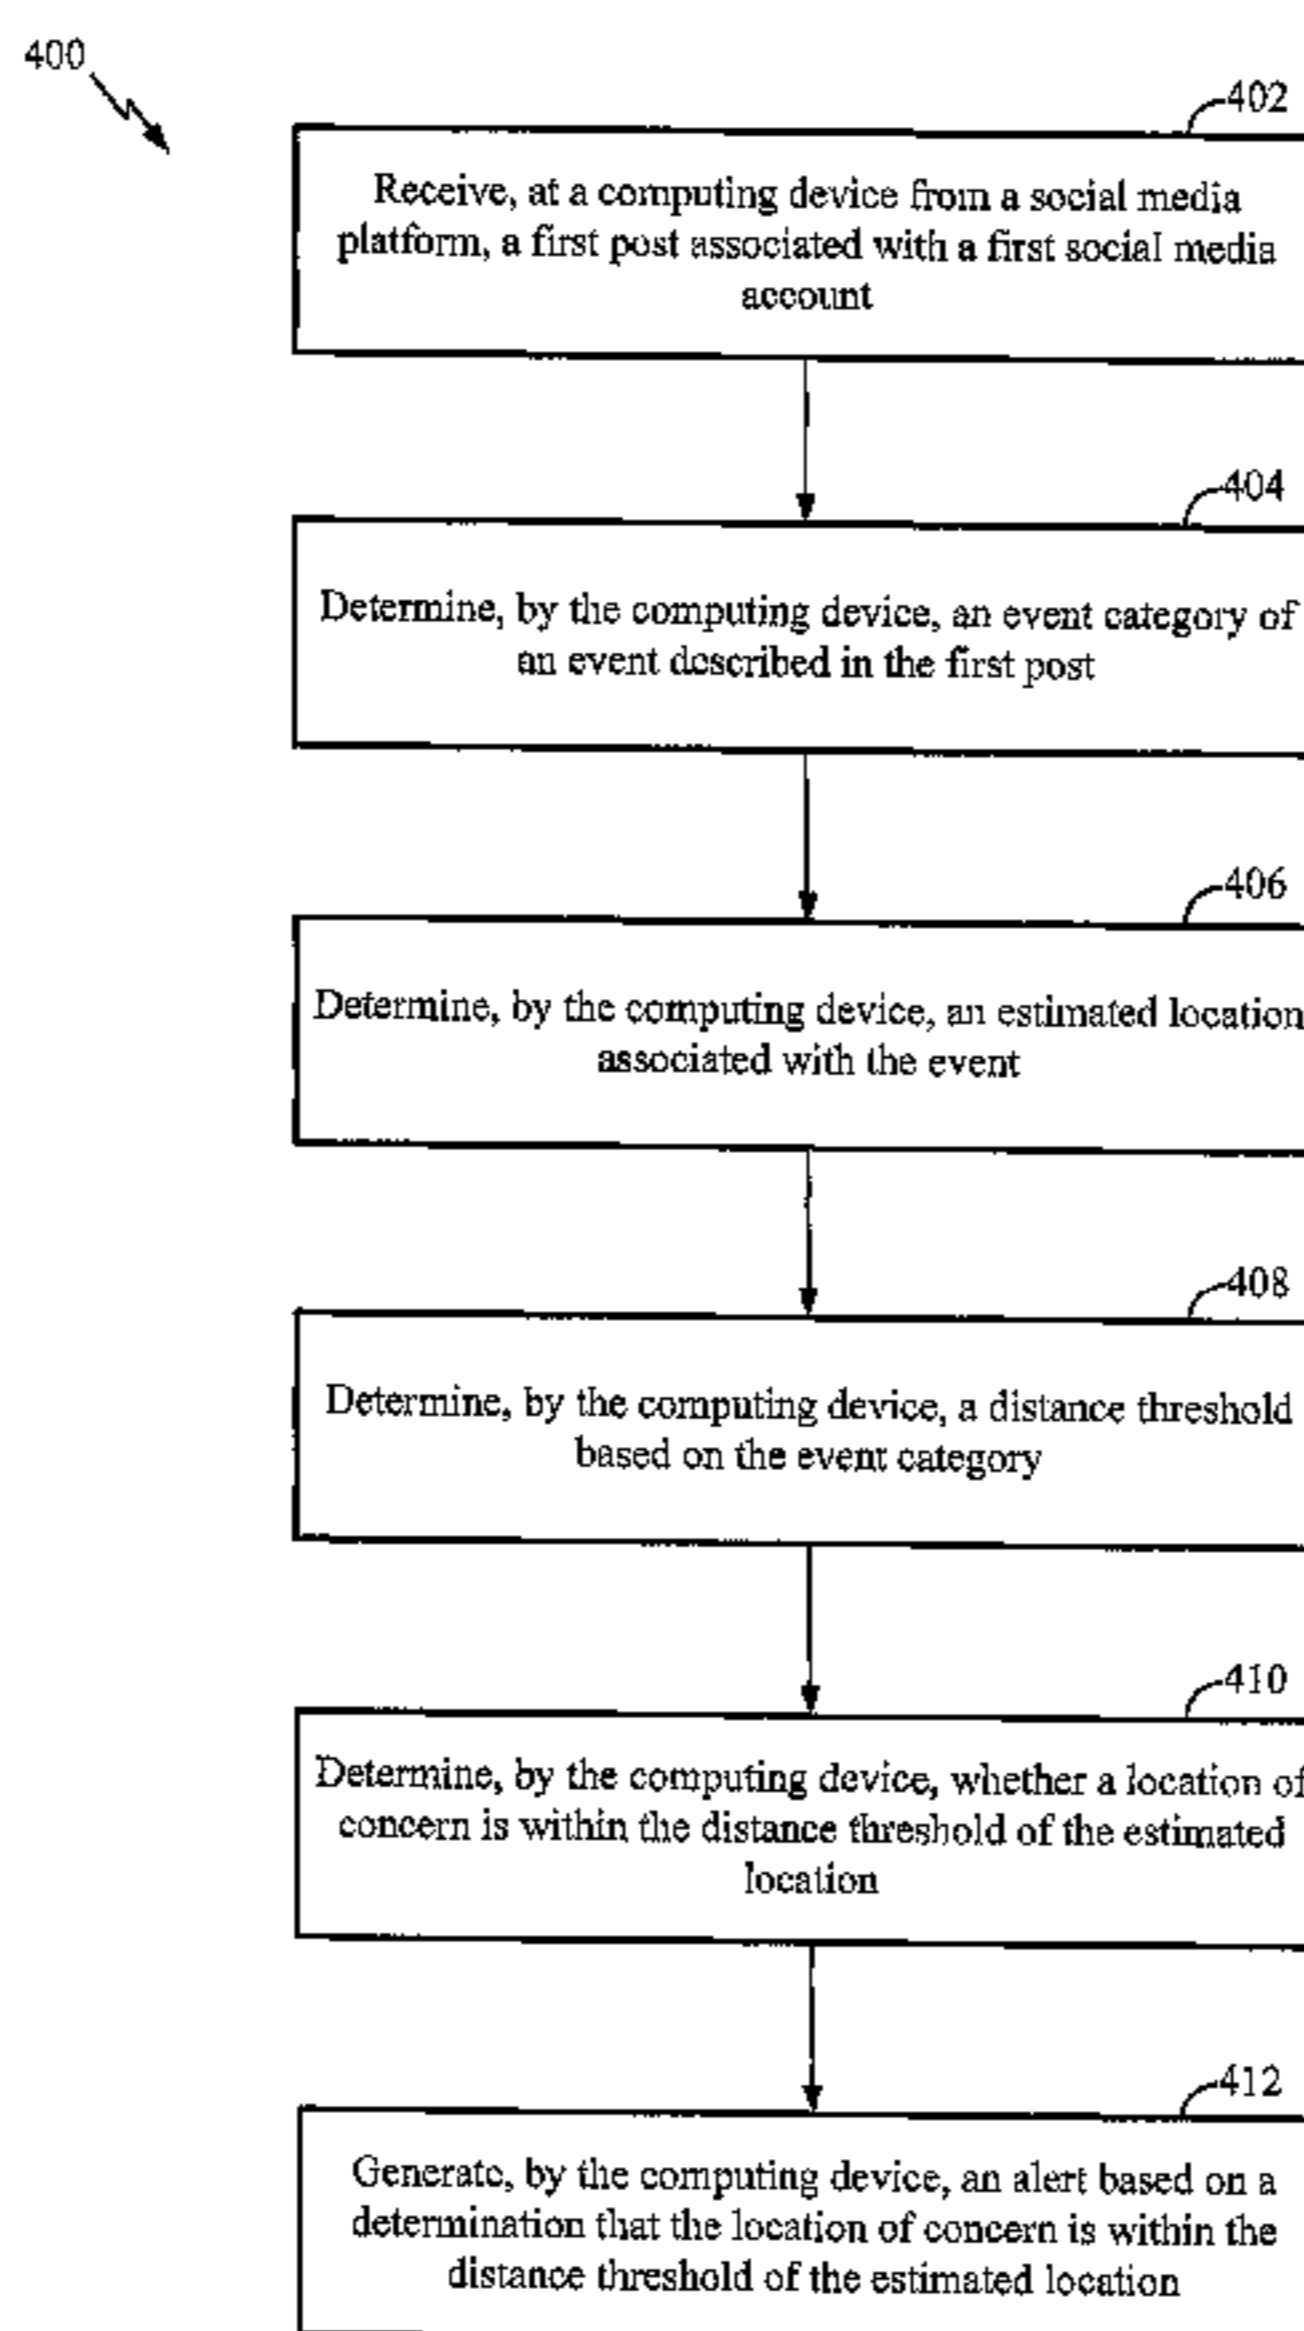 400
402
Receive, at a computing device from a social media
platform, a first post associated with a first social media
account
404
Determine, by the computing device, an event category of
an event described in the first post
406
Determine, by the computing device, an estimated location
associated with the event
408
Determine, by the computing device, a distance threshold
based on the event category
410
Determine, by the computing device, whether a location of
concern is within the distance threshold of the estimated
location
412
Generate, by the computing device, an alert based on a
determination that the location of concern is within the
distance threshold of the estimated location